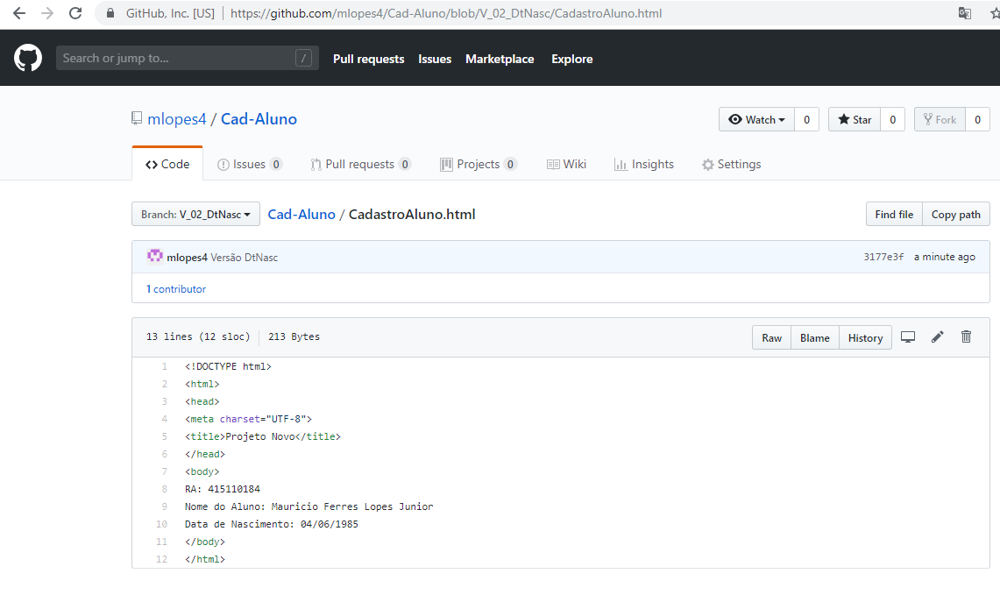 GitHub, Inc. [US] | https://github.com/mlopes4/Cad-Aluno/blob/V_02_DtNasc/CadastroAluno.html
Search or jump to... / Pull requests Issues Marketplace Explore
mlopes4 / Cad-Aluno Watch 0 Star 0 Fork 0
Code Issues 0 Pull requests 0 Projects 0 Wiki Insights Settings
Branch: V_02_DtNasc Cad-Aluno / CadastroAluno.html Find file Copy path
mlopes4 Versão DtNasc 3177e3f a minute ago
1 contributor
13 lines (12 sloc) 213 Bytes Raw Blame History
1 <!DOCTYPE html>
2 <html>
3 <head>
4 <meta charset="UTF-8">
5 <title>Projeto Novo</title>
6 </head>
7 <body>
8 RA: 415110184
9 Nome do Aluno: Mauricio Ferres Lopes Junior
10 Data de Nascimento: 04/06/1985
11 </body>
12 </html>